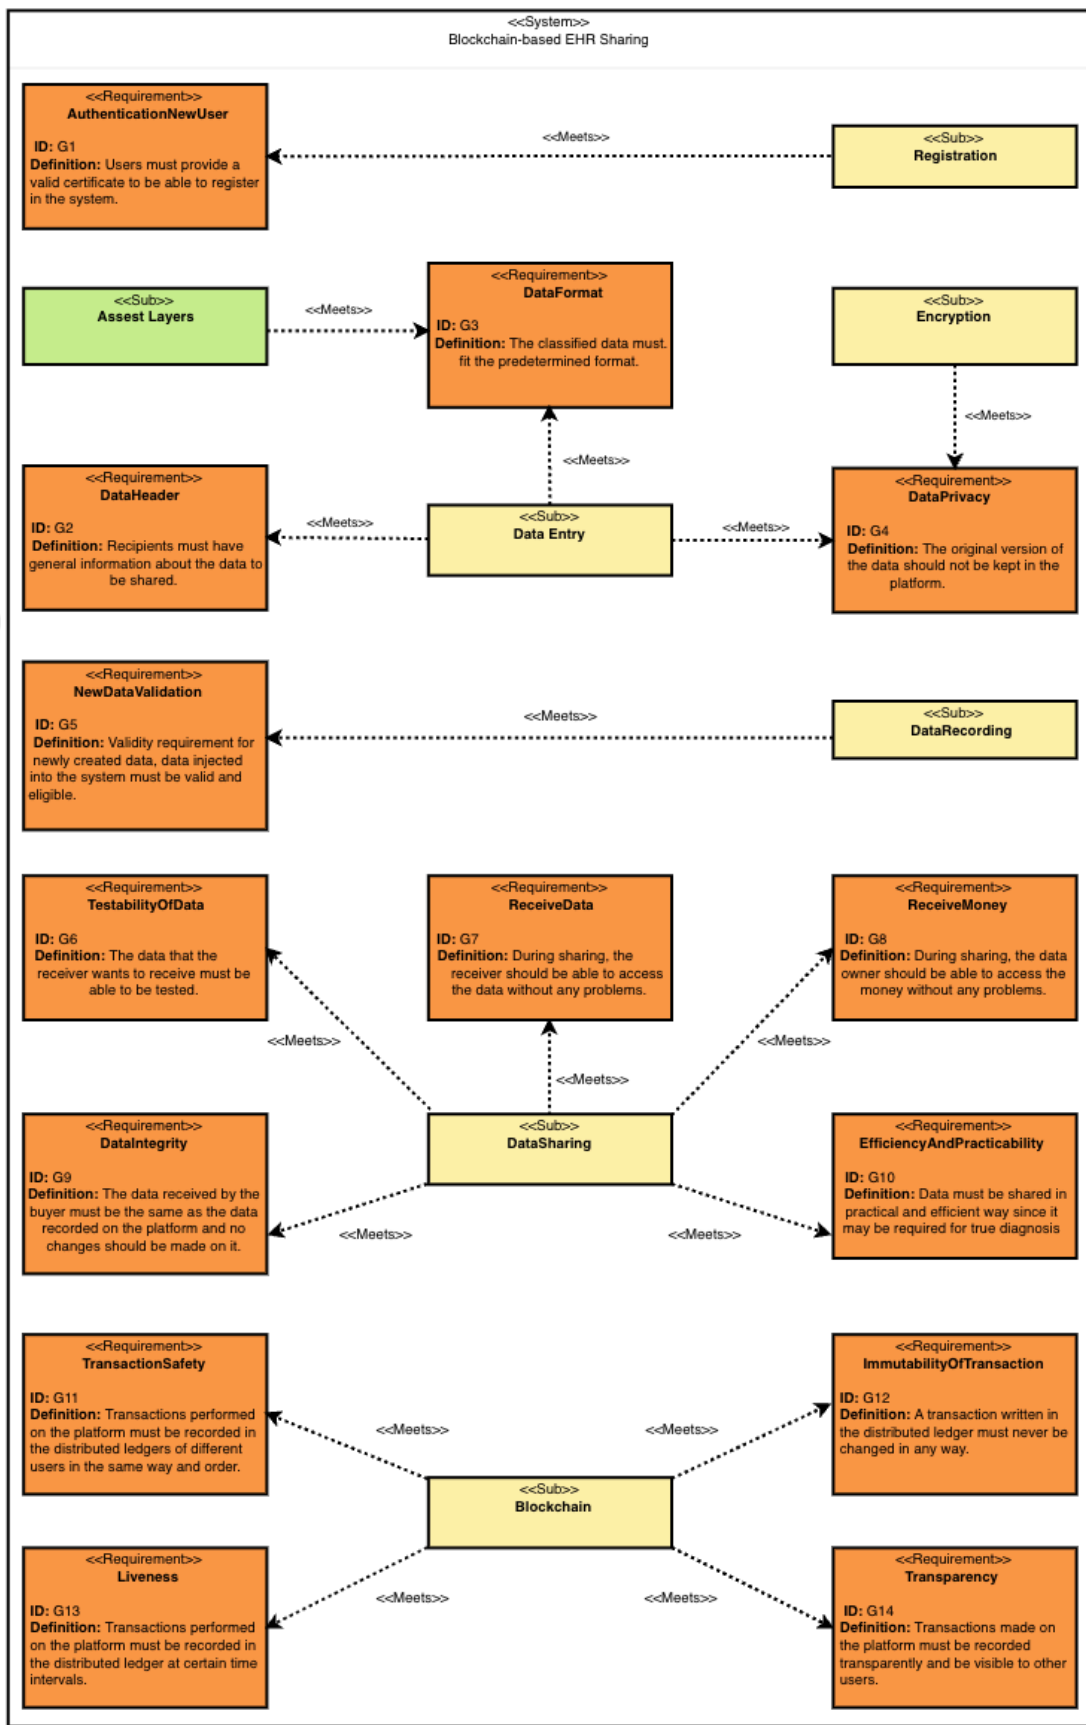 <<System>>
Blockchain-based EHR Sharing
<<Requirement>>
AuthenticationNewUser
ID: G1
Definition: Users must provide a
valid certificate to be able to register
in the system.
<<Meets>>
<<Sub>>
Registration
<<Sub>>
Assest Layers
<<Meets>>
<<Requirement>>
DataFormat
ID: G3
Definition: The classified data must.
fit the predetermined format.
<<Sub>>
Encryption
<<Meets>>
<<Meets>>
<<Requirement>>
DataHeader
ID: G2
Definition: Recipients must have
general information about the data to
be shared.
<<Meets>>
<<Sub>>
Data Entry
<<Meets>>
<<Requirement>>
DataPrivacy
ID: G4
Definition: The original version of
the data should not be kept in the
platform.
<<Requirement>>
NewDataValidation
ID: G5
Definition: Validity requirement for
newly created data, data injected
into the system must be valid and
eligible.
<<Meets>>
<<Sub>>
DataRecording
<<Requirement>>
TestabilityOfData
ID: G6
Definition: The data that the
receiver wants to receive must be
able to be tested.
<<Requirement>>
ReceiveData
ID: G7
Definition: During sharing, the
receiver should be able to access
the data without any problems.
<<Requirement>>
ReceiveMoney
ID: G8
Definition: During sharing, the data
owner should be able to access the
money without any problems.
<<Meets>>
<<Meets>>
<<Meets>>
<<Requirement>>
DataIntegrity
ID: G9
Definition: The data received by the
buyer must be the same as the data
recorded on the platform and no
changes should be made on it.
<<Sub>>
DataSharing
<<Meets>>
<<Meets>>
<<Requirement>>
EfficiencyAndPracticability
ID: G10
Definition: Data must be shared in
practical and efficient way since it
may be required for true diagnosis
<<Requirement>>
TransactionSafety
ID: G11
Definition: Transactions performed
on the platform must be recorded in
the distributed ledgers of different
users in the same way and order.
<<Meets>>
<<Meets>>
<<Requirement>>
ImmutabilityOfTransaction
ID: G12
Definition: A transaction written in
the distributed ledger must never be
changed in any way.
<<Sub>>
Blockchain
<<Requirement>>
Liveness
ID: G13
Definition: Transactions performed
on the platform must be recorded in
the distributed ledger at certain time
intervals.
<<Meets>>
<<Meets>>
<<Requirement>>
Transparency
ID: G14
Definition: Transactions made on
the platform must be recorded
transparently and be visible to other
users.